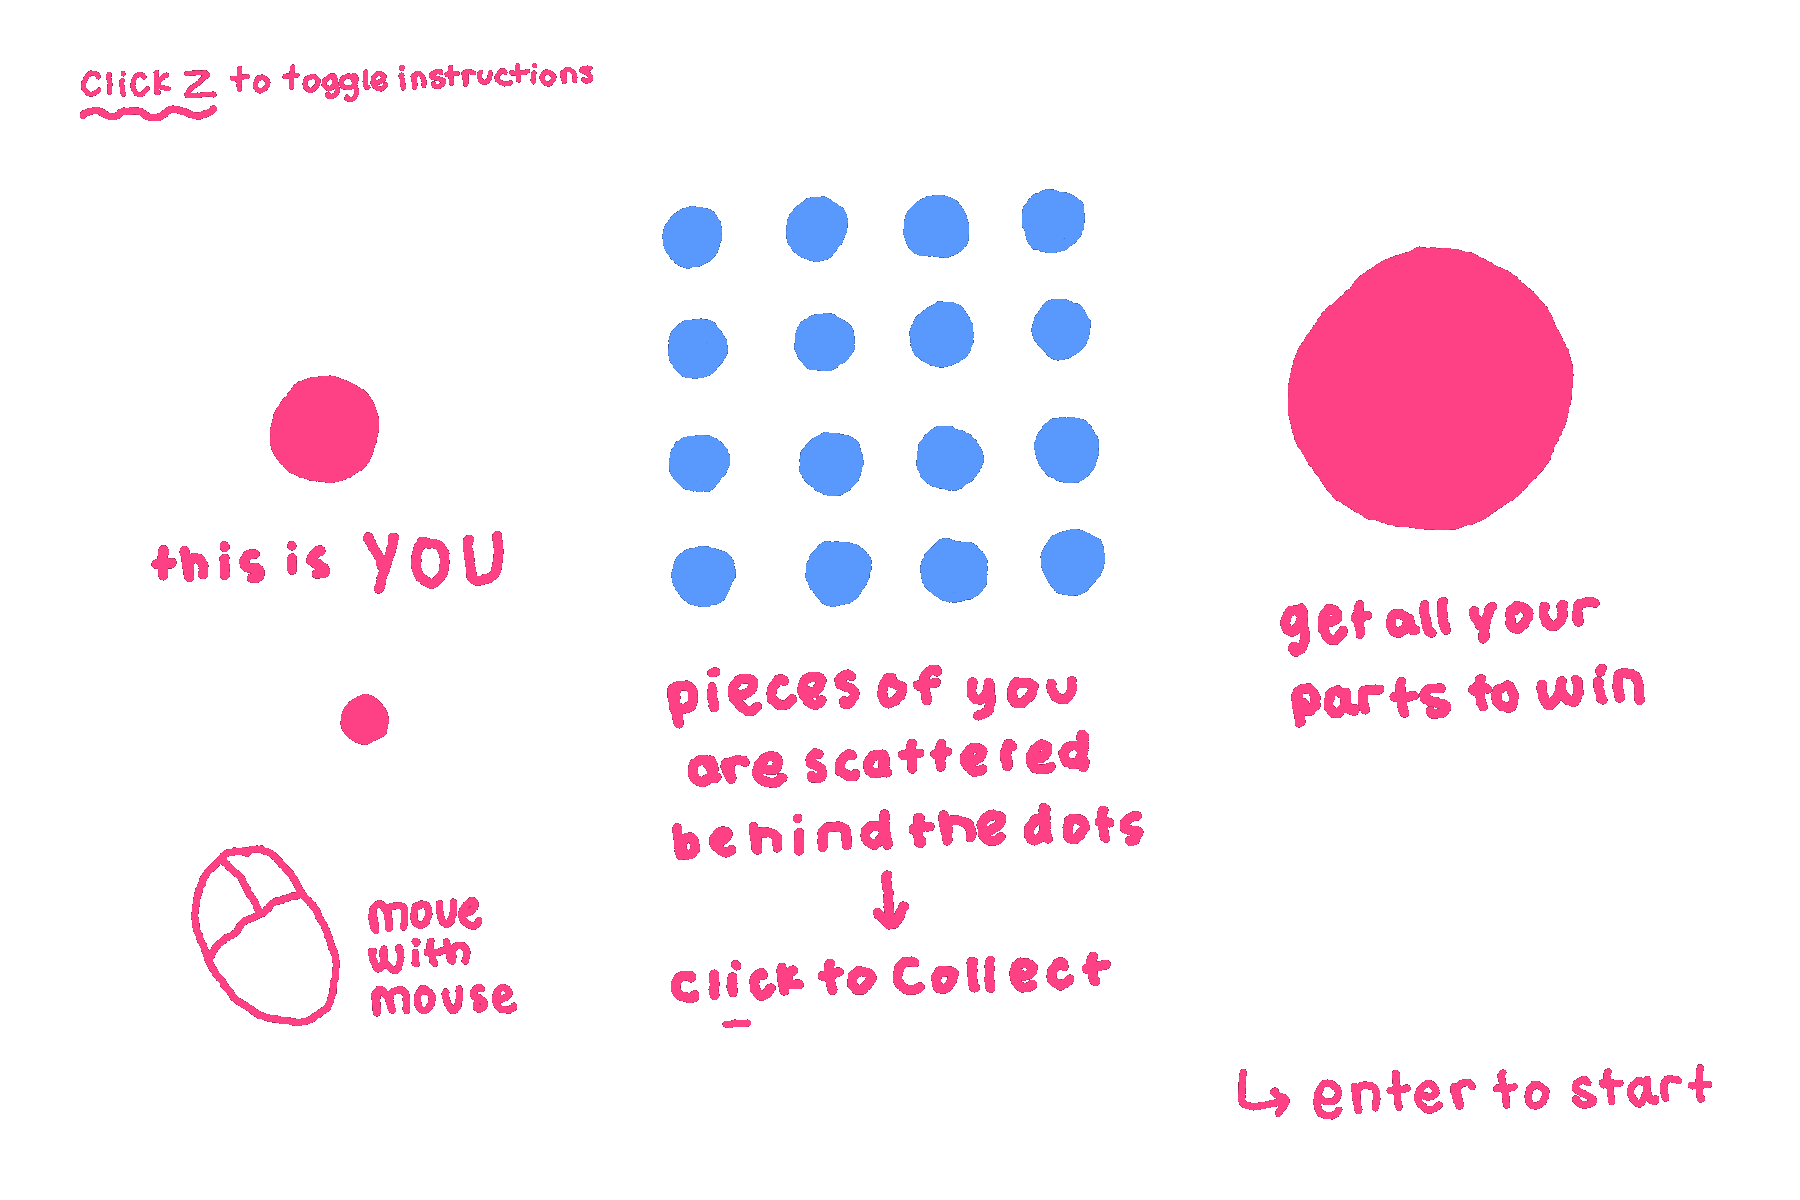 Click Z to toggle instructions
this is YOU
move
with
mouse
pieces of you
are scattered
behind the dots
click to Collect
get all your
parts to win
enter to start